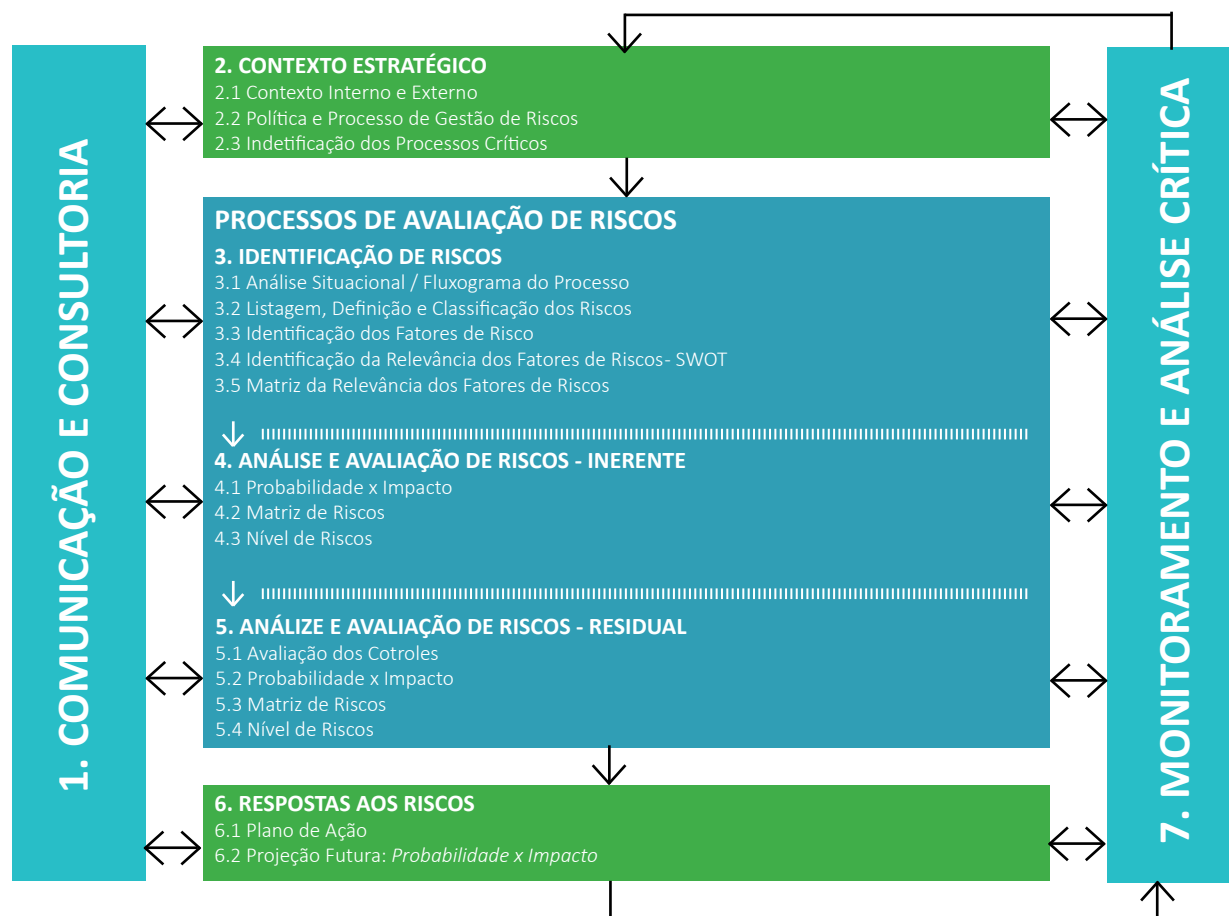 1. COMUNICAÇÃO E CONSULTORIA
2. CONTEXTO ESTRATÉGICO
2.1 Contexto Interno e Externo
2.2 Política e Processo de Gestão de Riscos
2.3 Indetificação dos Processos Críticos
PROCESSOS DE AVALIAÇÃO DE RISCOS
3. IDENTIFICAÇÃO DE RISCOS
3.1 Análise Situacional / Fluxograma do Processo
3.2 Listagem, Definição e Classificação dos Riscos
3.3 Identificação dos Fatores de Risco
3.4 Identificação da Relevância dos Fatores de Riscos- SWOT
3.5 Matriz da Relevância dos Fatores de Riscos
4. ANÁLISE E AVALIAÇÃO DE RISCOS - INERENTE
4.1 Probabilidade x Impacto
4.2 Matriz de Riscos
4.3 Nível de Riscos
5. ANÁLIZE E AVALIAÇÃO DE RISCOS - RESIDUAL
5.1 Avaliação dos Cotroles
5.2 Probabilidade x Impacto
5.3 Matriz de Riscos
5.4 Nível de Riscos
6. RESPOSTAS AOS RISCOS
6.1 Plano de Ação
6.2 Projeção Futura: Probabilidade x Impacto
7. MONITORAMENTO E ANÁLISE CRÍTICA